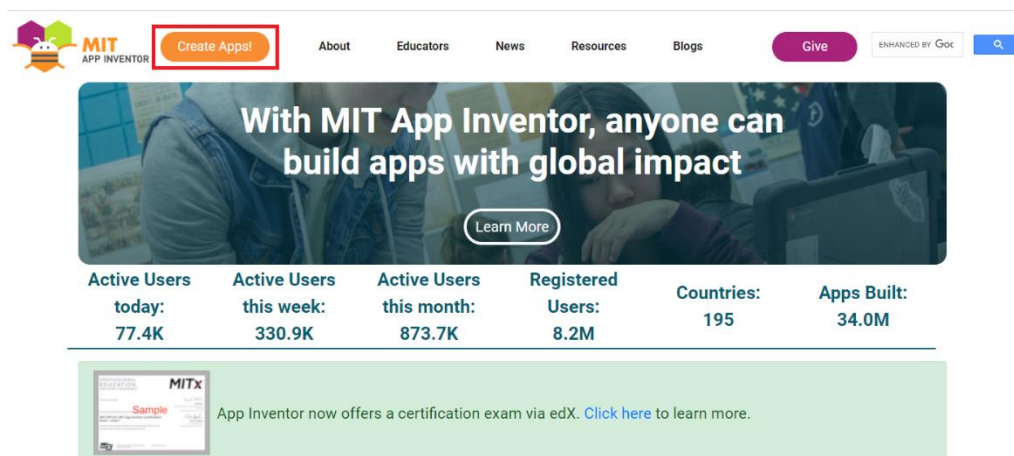 MIT
APP INVENTOR
Create Apps!
About
Educators
News
Resources
Blogs
Give
ENHANCED BY Goo
With MIT App Inventor, anyone can
build apps with global impact
Learn More
Active Users
today:
77.4K
Active Users
this week:
330.9K
Active Users
this month:
873.7K
Registered
Users:
8.2M
Countries:
195
Apps Built:
34.0M
MITx
Sample
App Inventor now offers a certification exam via edX. Click here to learn more.